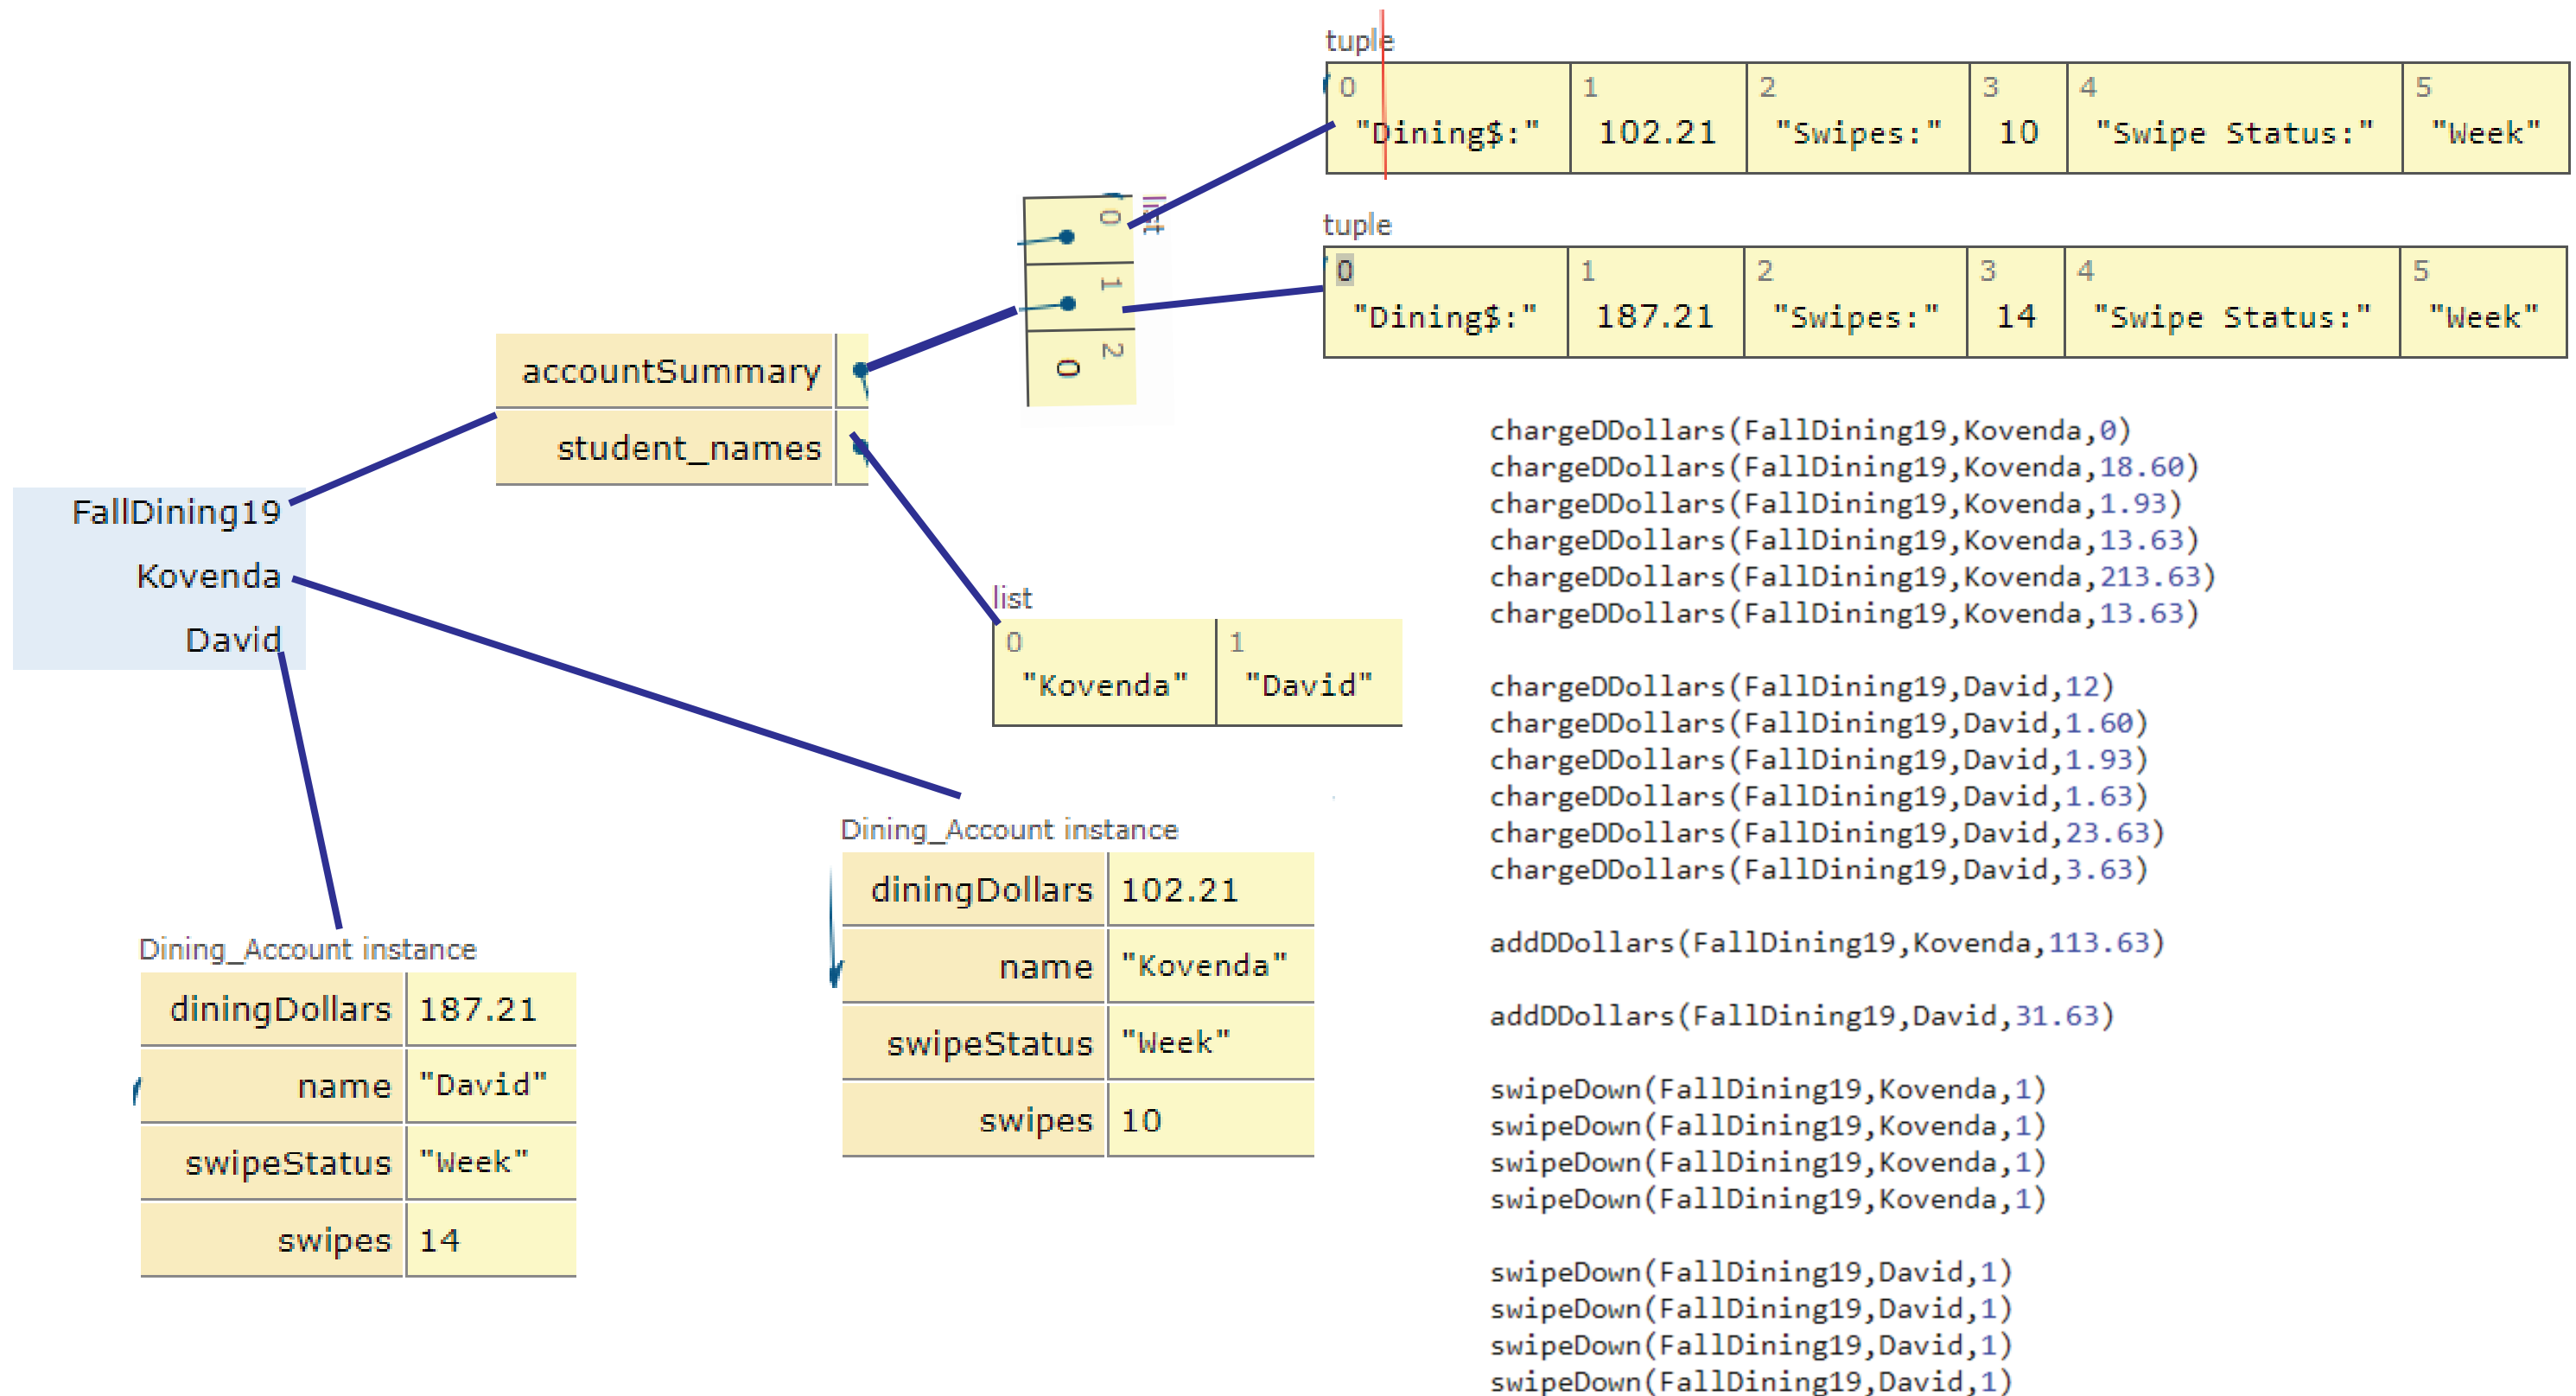 tuple
0 1 2 3 4 5
"Dining$:" 102.21 "Swipes:" 10 "Swipe Status:" "Week"
tuple
0 1 2 3 4 5
"Dining$:" 187.21 "Swipes:" 14 "Swipe Status:" "Week"
list
0
1
2
0
accountSummary
student_names
FallDining19
Kovenda
David
list
0 1
"Kovenda" "David"
Dining_Account instance
diningDollars 102.21
name "Kovenda"
swipeStatus "Week"
swipes 10
Dining_Account instance
diningDollars 187.21
name "David"
swipeStatus "Week"
swipes 14
chargeDDollars(FallDining19,Kovenda,0)
chargeDDollars(FallDining19,Kovenda,18.60)
chargeDDollars(FallDining19,Kovenda,1.93)
chargeDDollars(FallDining19,Kovenda,13.63)
chargeDDollars(FallDining19,Kovenda,213.63)
chargeDDollars(FallDining19,Kovenda,13.63)
chargeDDollars(FallDining19,David,12)
chargeDDollars(FallDining19,David,1.60)
chargeDDollars(FallDining19,David,1.93)
chargeDDollars(FallDining19,David,1.63)
chargeDDollars(FallDining19,David,23.63)
chargeDDollars(FallDining19,David,3.63)
addDDollars(FallDining19,Kovenda,113.63)
addDDollars(FallDining19,David,31.63)
swipeDown(FallDining19,Kovenda,1)
swipeDown(FallDining19,Kovenda,1)
swipeDown(FallDining19,Kovenda,1)
swipeDown(FallDining19,Kovenda,1)
swipeDown(FallDining19,David,1)
swipeDown(FallDining19,David,1)
swipeDown(FallDining19,David,1)
swipeDown(FallDining19,David,1)